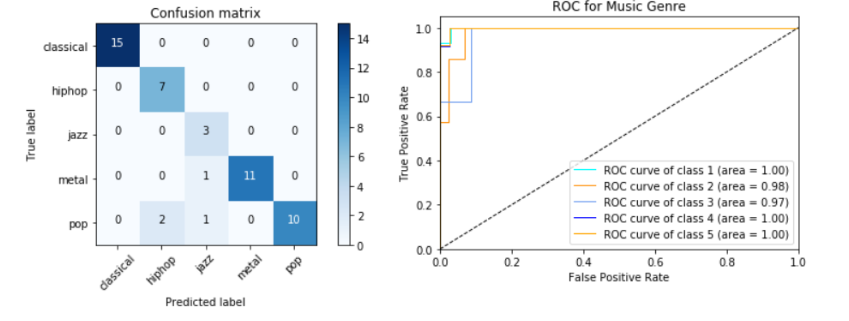 Confusion matrix
classical 15 0 0 0 0
hiphop 0 7 0 0 0
jazz 0 0 3 0 0
metal 0 0 1 11 0
pop 0 2 1 0 10
classical hiphop jazz metal pop
True label
Predicted label
14
12
10
8
6
4
2
0
ROC for Music Genre
True Positive Rate
1.0
0.8
0.6
0.4
0.2
0.0
ROC curve of class 1 (area = 1.00)
ROC curve of class 2 (area = 0.98)
ROC curve of class 3 (area = 0.97)
ROC curve of class 4 (area = 1.00)
ROC curve of class 5 (area = 1.00)
0.0 0.2 0.4 0.6 0.8 1.0
False Positive Rate